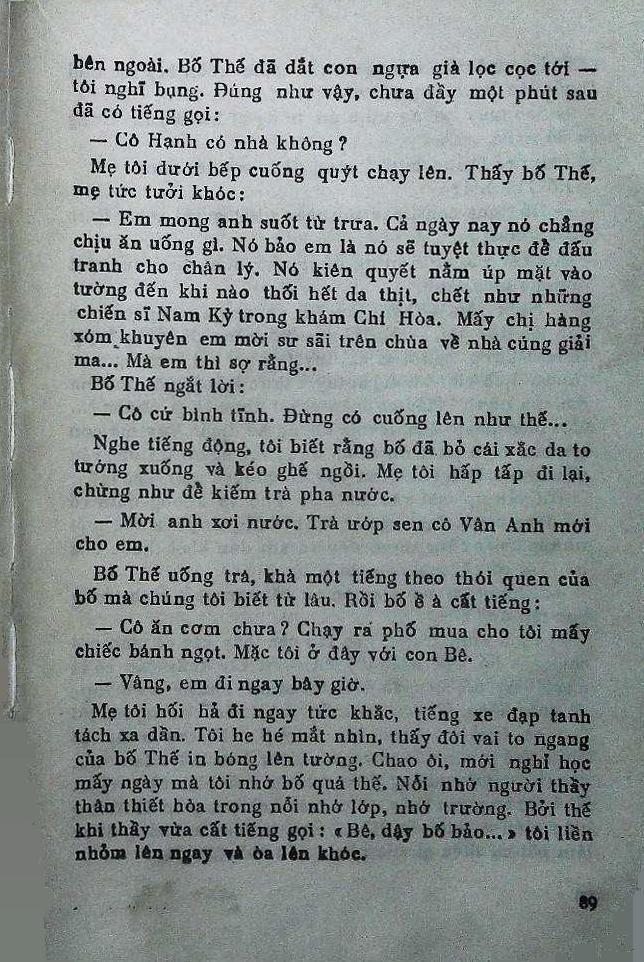 bên ngoài. Bố Thế đã dắt con ngựa già lọc cọc tới —
tôi nghĩ bụng. Đúng như vậy, chưa đầy một phút sau
đã có tiếng gọi:
— Cô Hạnh có nhà không ?
Mẹ tôi dưới bếp cuống quýt chạy lên. Thấy bố Thế,
mẹ tức tưởi khóc:
— Em mong anh suốt từ trưa. Cả ngày nay nó chẳng
chịu ăn uống gì. Nó bảo em là nó sẽ tuyệt thực để đấu
tranh cho chân lý. Nó kiên quyết nằm úp mặt vào
tường đến khi nào thối hết da thịt, chết như những
chiến sĩ Nam Kỳ trong khám Chí Hòa. Mấy chị hàng
xóm khuyên em mời sư sãi trên chùa về nhà cúng giải
ma... Mà em thì sợ rằng...
Bố Thế ngắt lời:
— Cô cứ bình tĩnh. Đừng có cuống lên như thế...
Nghe tiếng động, tôi biết rằng bố đã bỏ cái xắc da to
tướng xuống và kéo ghế ngồi. Mẹ tôi hấp tấp đi lại,
chừng như để kiếm trà pha nước.
— Mời anh xơi nước. Trà ướp sen cô Vân Anh mới
cho em.
Bố Thế uống trà, khà một tiếng theo thói quen của
bố mà chúng tôi biết từ lâu. Rồi bố ề à cất tiếng:
— Cô ăn cơm chưa ? Chạy ra phố mua cho tôi mấy
chiếc bánh ngọt. Mặc tôi ở đây với con Bê.
— Vâng, em đi ngay bây giờ.
Mẹ tôi hối hả đi ngay tức khắc, tiếng xe đạp tanh
tách xa dần. Tôi he hé mắt nhìn, thấy đôi vai to ngang
của bố Thế in bóng lên tường. Chao ôi, mới nghỉ học
mấy ngày mà tôi nhớ bố quá thế. Nỗi nhớ người thầy
thân thiết hòa trong nỗi nhớ lớp, nhớ trường. Bởi thế
khi thầy vừa cất tiếng gọi : « Bê, dậy bố bảo... » tôi liền
nhỏm lên ngay và òa lên khóc.
89